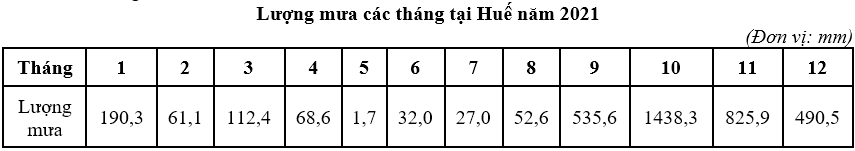 Lượng mưa các tháng tại Huế năm 2021
(Đơn vị: mm)
Tháng 1 2 3 4 5 6 7 8 9 10 11 12
Lượng mưa 190,3 61,1 112,4 68,6 1,7 32,0 27,0 52,6 535,6 1438,3 825,9 490,5